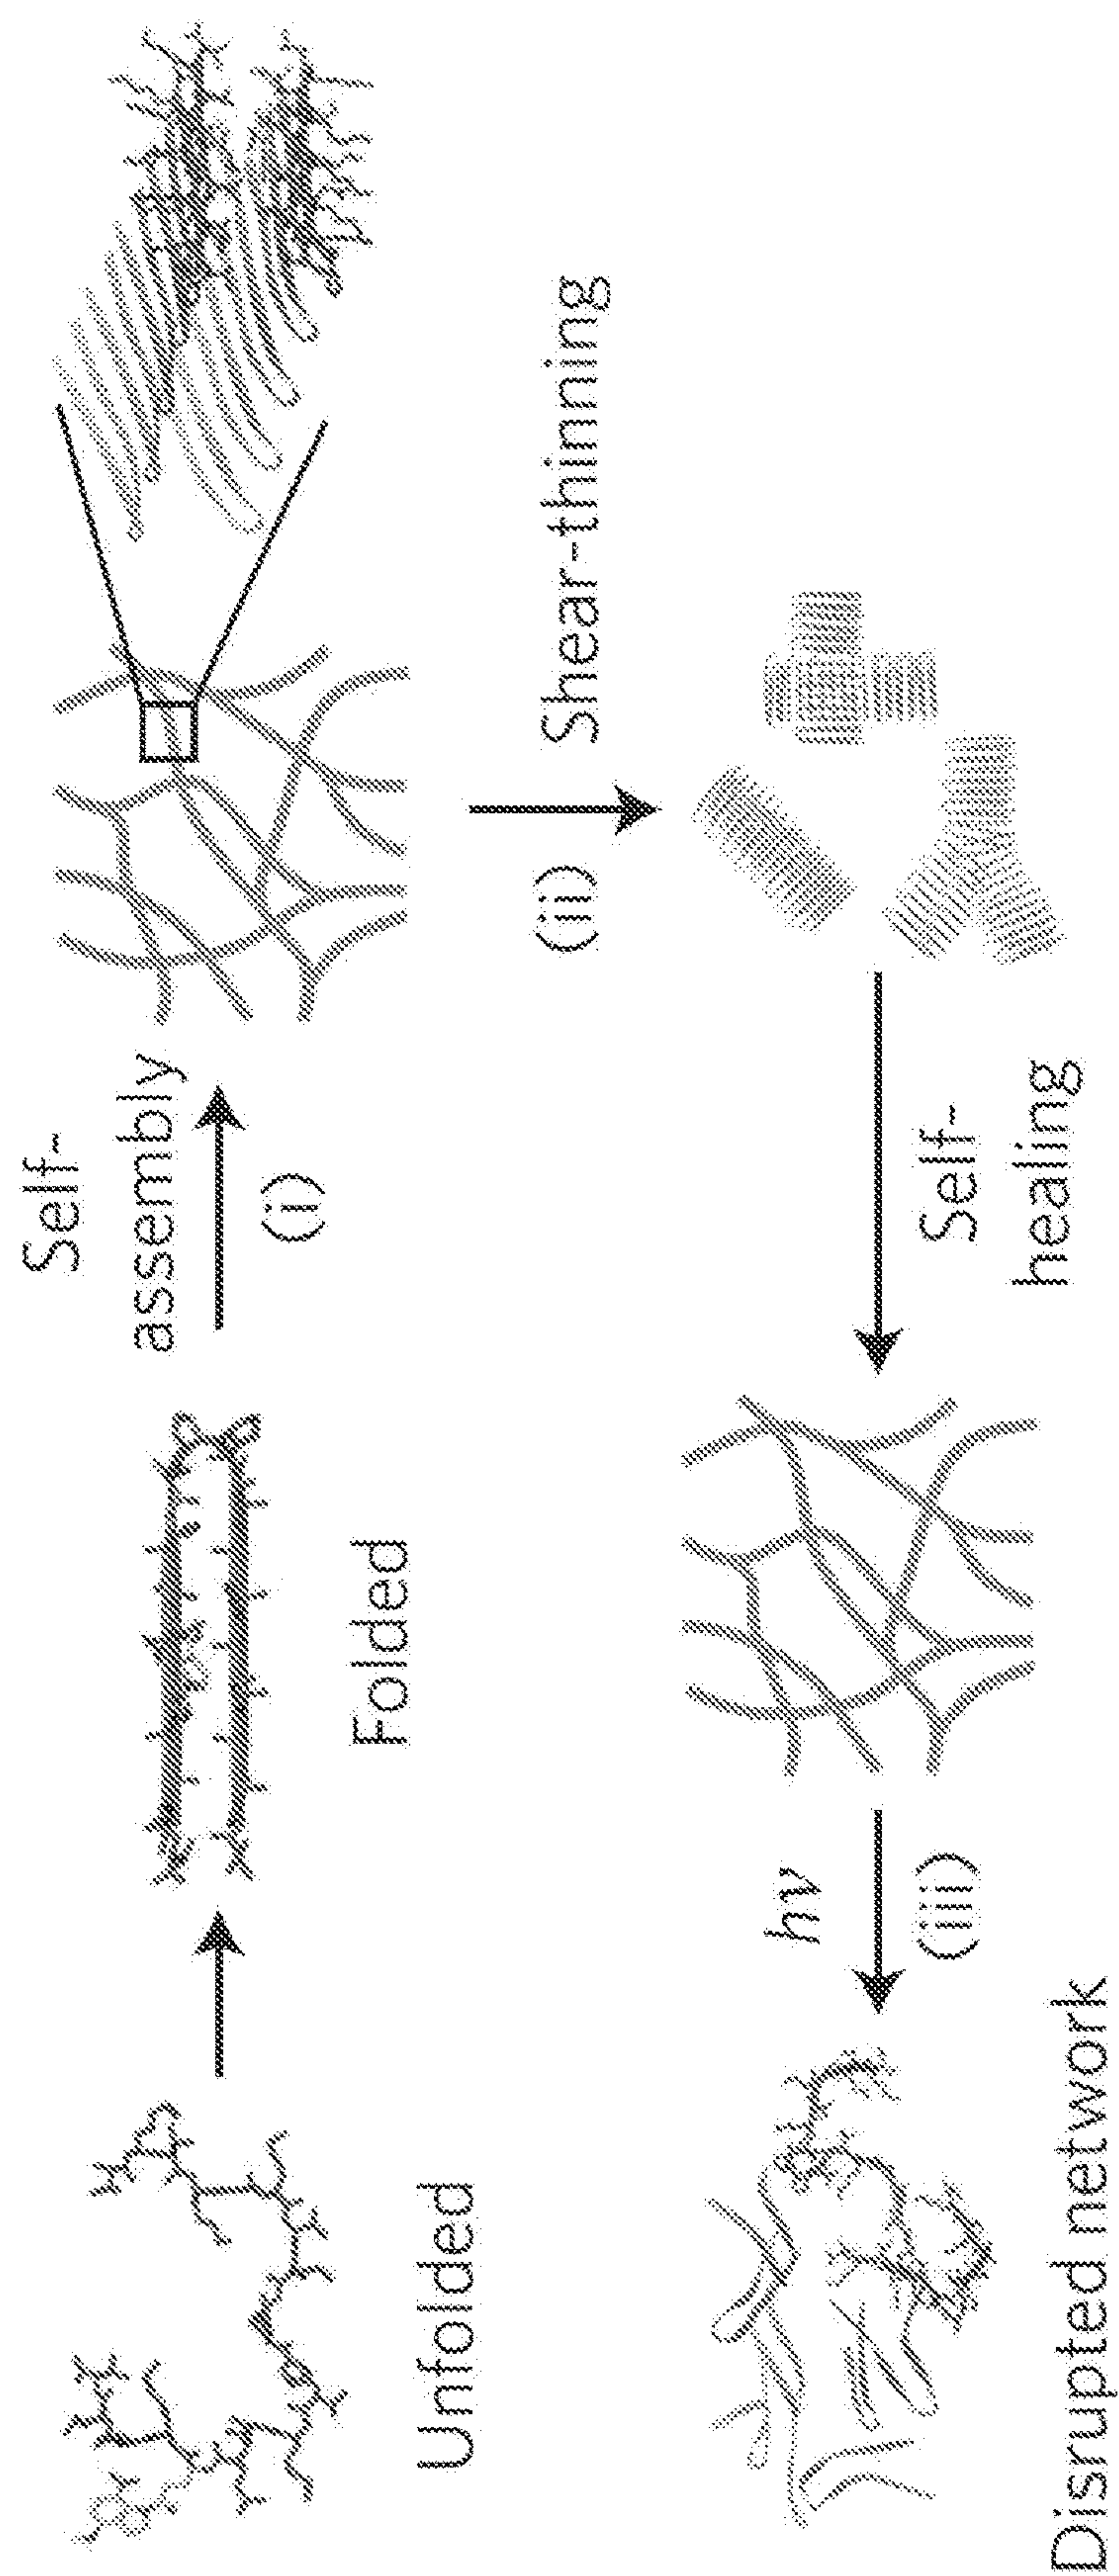 Unfolded
Folded
Self-
assembly
(i)
(ii)
Shear-thinning
Self-
healing
hν
(iii)
Disrupted network